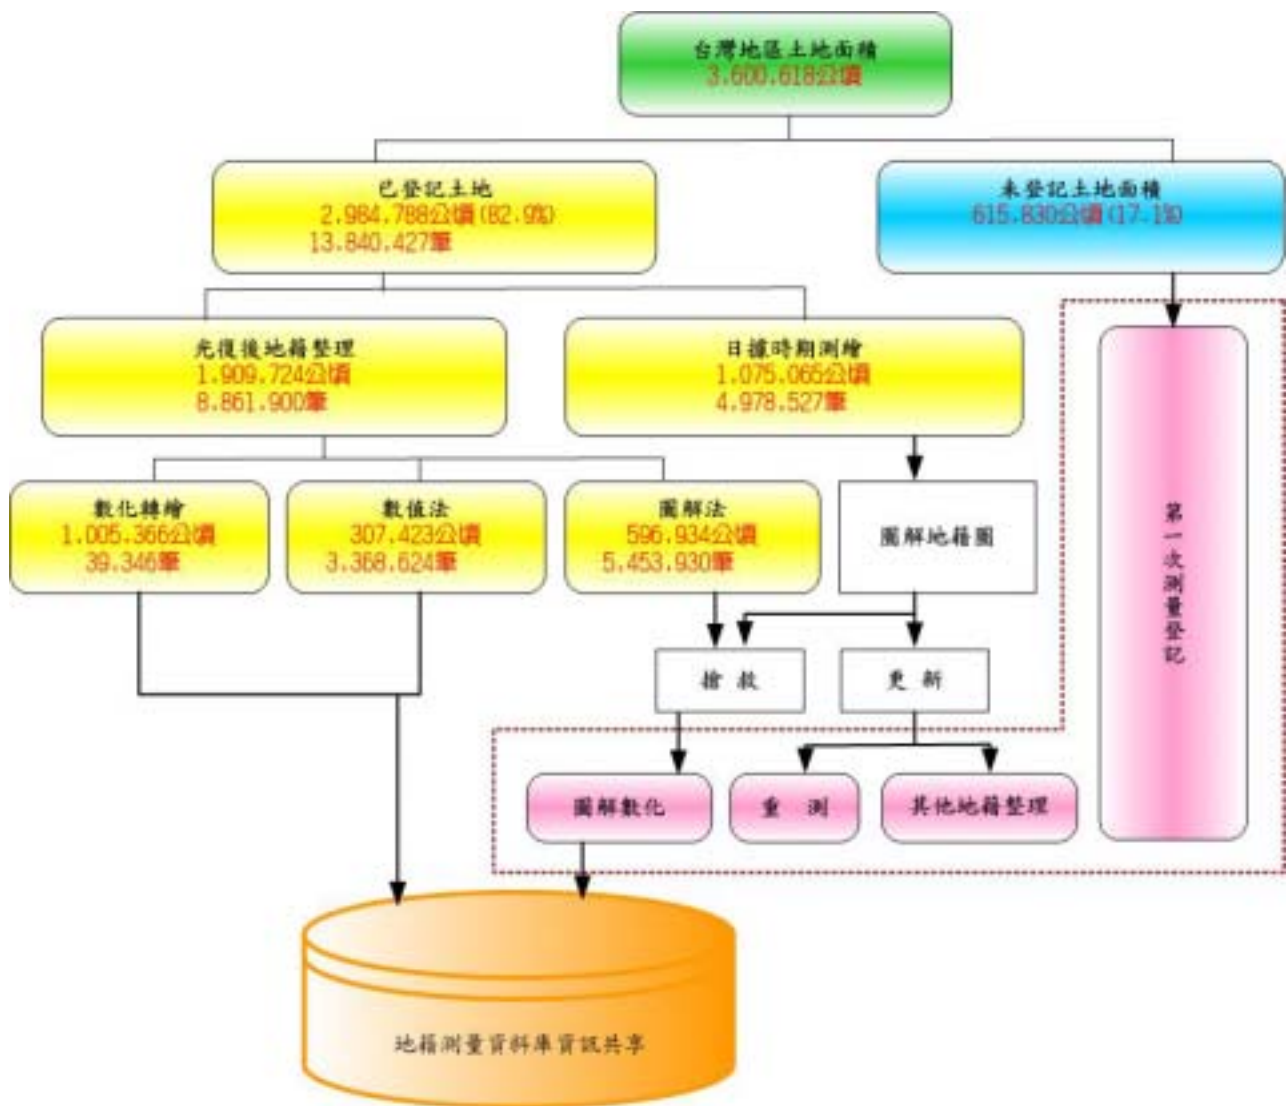 台灣地區土地面積
3.600.618公頃
已登記土地
2.984.788公頃(82.9%)
13.840.427筆
未登記土地面積
615.830公頃(17.1%)
光復後地籍整理
1.909.724公頃
8.861.900筆
日據時期測繪
1.075.065公頃
4.978.527筆
數化轉繪
1.005.366公頃
39.346筆
數值法
307.423公頃
3.368.624筆
圖解法
596.934公頃
5.453.930筆
圖解地籍圖
第一次測量登記
搶救
更新
圖解數化
重測
其他地籍整理
地籍測量資料庫資訊共享